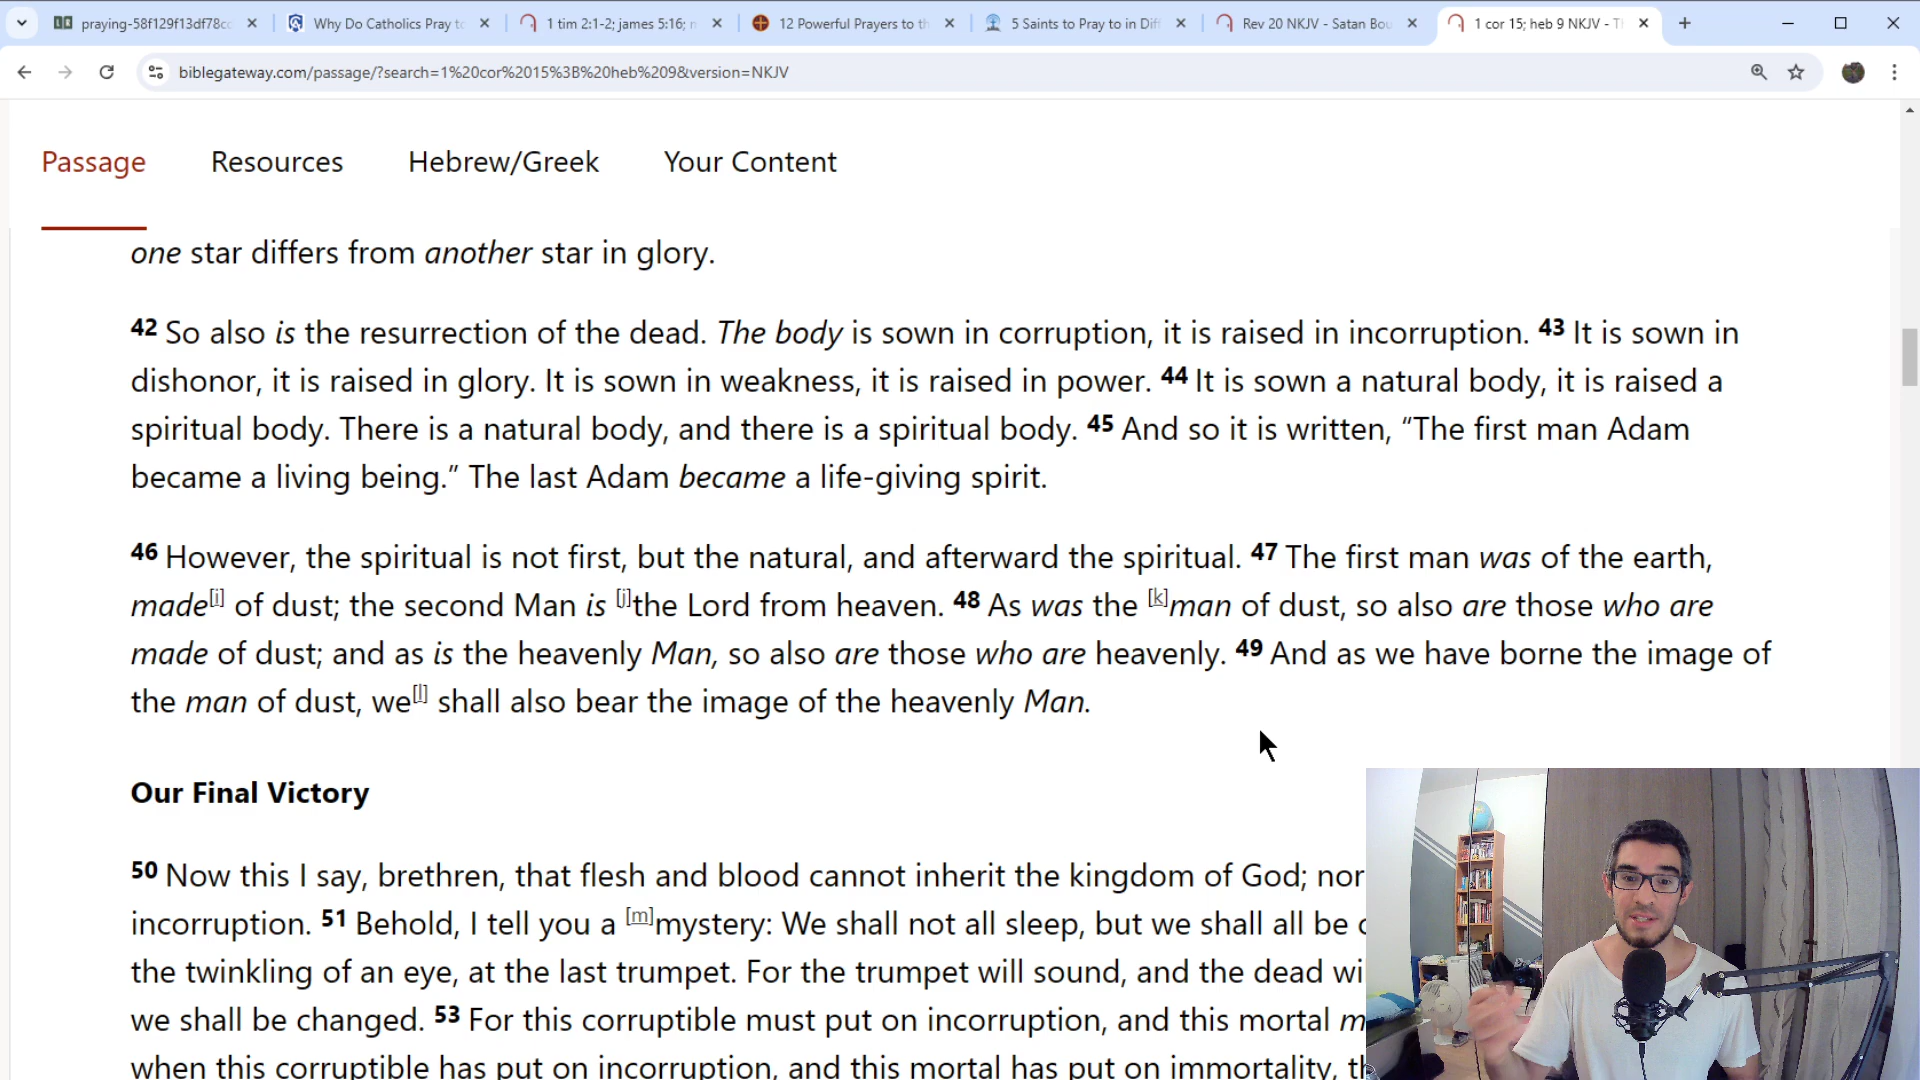 praying-58f129f13df78cc
Why Do Catholics Pray to
1 tim 2:1-2; james 5:16;
12 Powerful Prayers to th
5 Saints to Pray to in Diff
Rev 20 NKJV - Satan Bou
1 cor 15; heb 9 NKJV - Th
biblegateway.com/passage/?search=1%20cor%2015%3B%20heb%209&version=NKJV
Passage Resources Hebrew/Greek Your Content
one star differs from another star in glory.
42 So also is the resurrection of the dead. The body is sown in corruption, it is raised in incorruption. 43 It is sown in
dishonor, it is raised in glory. It is sown in weakness, it is raised in power. 44 It is sown a natural body, it is raised a
spiritual body. There is a natural body, and there is a spiritual body. 45 And so it is written, “The first man Adam
became a living being.” The last Adam became a life-giving spirit.
46 However, the spiritual is not first, but the natural, and afterward the spiritual. 47 The first man was of the earth,
made[i] of dust; the second Man is [j]the Lord from heaven. 48 As was the [k]man of dust, so also are those who are
made of dust; and as is the heavenly Man, so also are those who are heavenly. 49 And as we have borne the image of
the man of dust, we[l] shall also bear the image of the heavenly Man.
Our Final Victory
50 Now this I say, brethren, that flesh and blood cannot inherit the kingdom of God; nor
incorruption. 51 Behold, I tell you a [m]mystery: We shall not all sleep, but we shall all be c
the twinkling of an eye, at the last trumpet. For the trumpet will sound, and the dead wi
we shall be changed. 53 For this corruptible must put on incorruption, and this mortal m
when this corruptible has put on incorruption, and this mortal has put on immortality, th